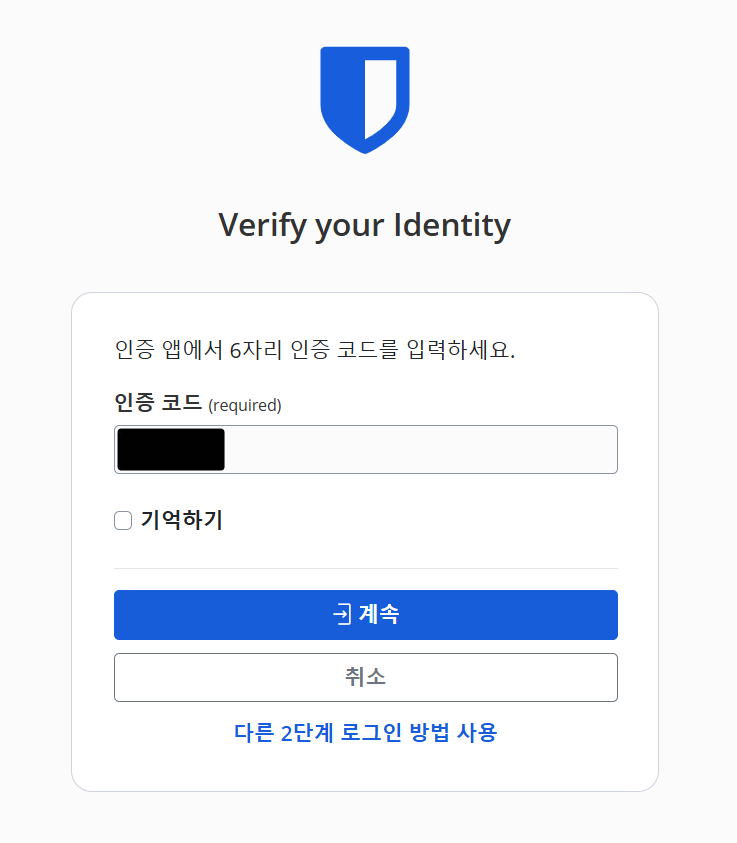 Verify your Identity
인증 앱에서 6자리 인증 코드를 입력하세요.
인증 코드 (required)
기억하기
계속
취소
다른 2단계 로그인 방법 사용